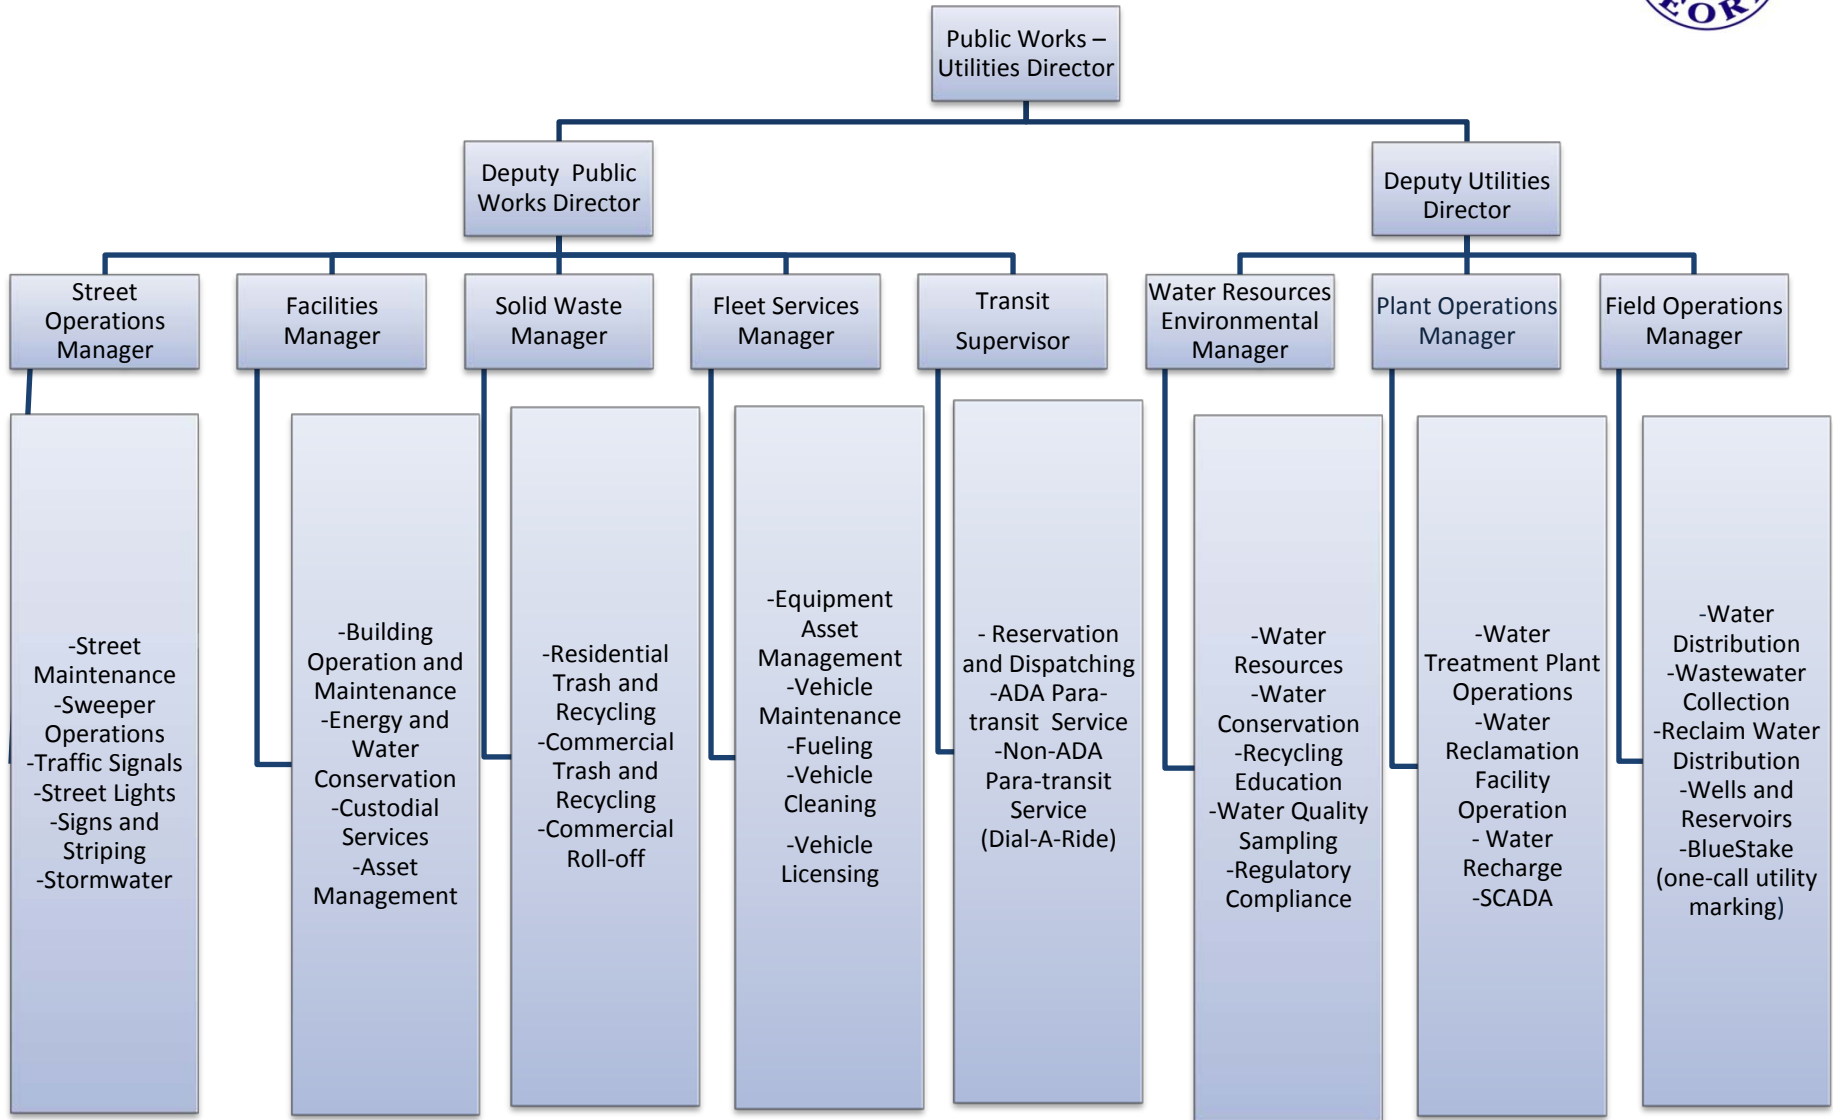 EOR
Public Works –
Utilities Director
Deputy  Public
Works Director
Deputy Utilities
Director
Street
Operations
Manager
Facilities
Manager
Solid Waste
Manager
Fleet Services
Manager
Transit
Supervisor
Water Resources
Environmental
Manager
Plant Operations
Manager
Field Operations
Manager
-Street
Maintenance
-Sweeper
Operations
-Traffic Signals
-Street Lights
-Signs and
Striping
-Stormwater
-Building
Operation and
Maintenance
-Energy and
Water
Conservation
-Custodial
Services
-Asset
Management
-Residential
Trash and
Recycling
-Commercial
Trash and
Recycling
-Commercial
Roll-off
-Equipment
Asset
Management
-Vehicle
Maintenance
-Fueling
-Vehicle
Cleaning
-Vehicle
Licensing
- Reservation
and Dispatching
-ADA Para-
transit  Service
-Non-ADA
Para-transit
Service
(Dial-A-Ride)
-Water
Resources
-Water
Conservation
-Recycling
Education
-Water Quality
Sampling
-Regulatory
Compliance
-Water
Treatment Plant
Operations
-Water
Reclamation
Facility
Operation
- Water
Recharge
-SCADA
-Water
Distribution
-Wastewater
Collection
-Reclaim Water
Distribution
-Wells and
Reservoirs
-BlueStake
(one-call utility
marking)